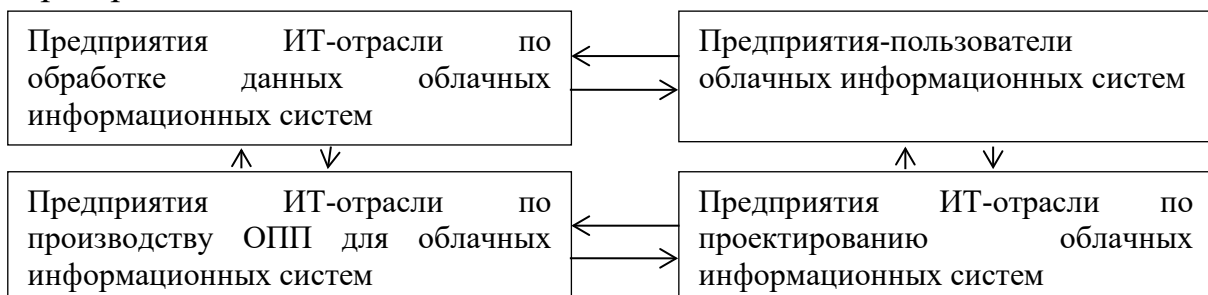 Предприятия ИТ-отрасли по
обработке данных облачных
информационных систем
Предприятия-пользователи
облачных информационных систем
Предприятия ИТ-отрасли по
производству ОПП для облачных
информационных систем
Предприятия ИТ-отрасли по
проектированию облачных
информационных систем